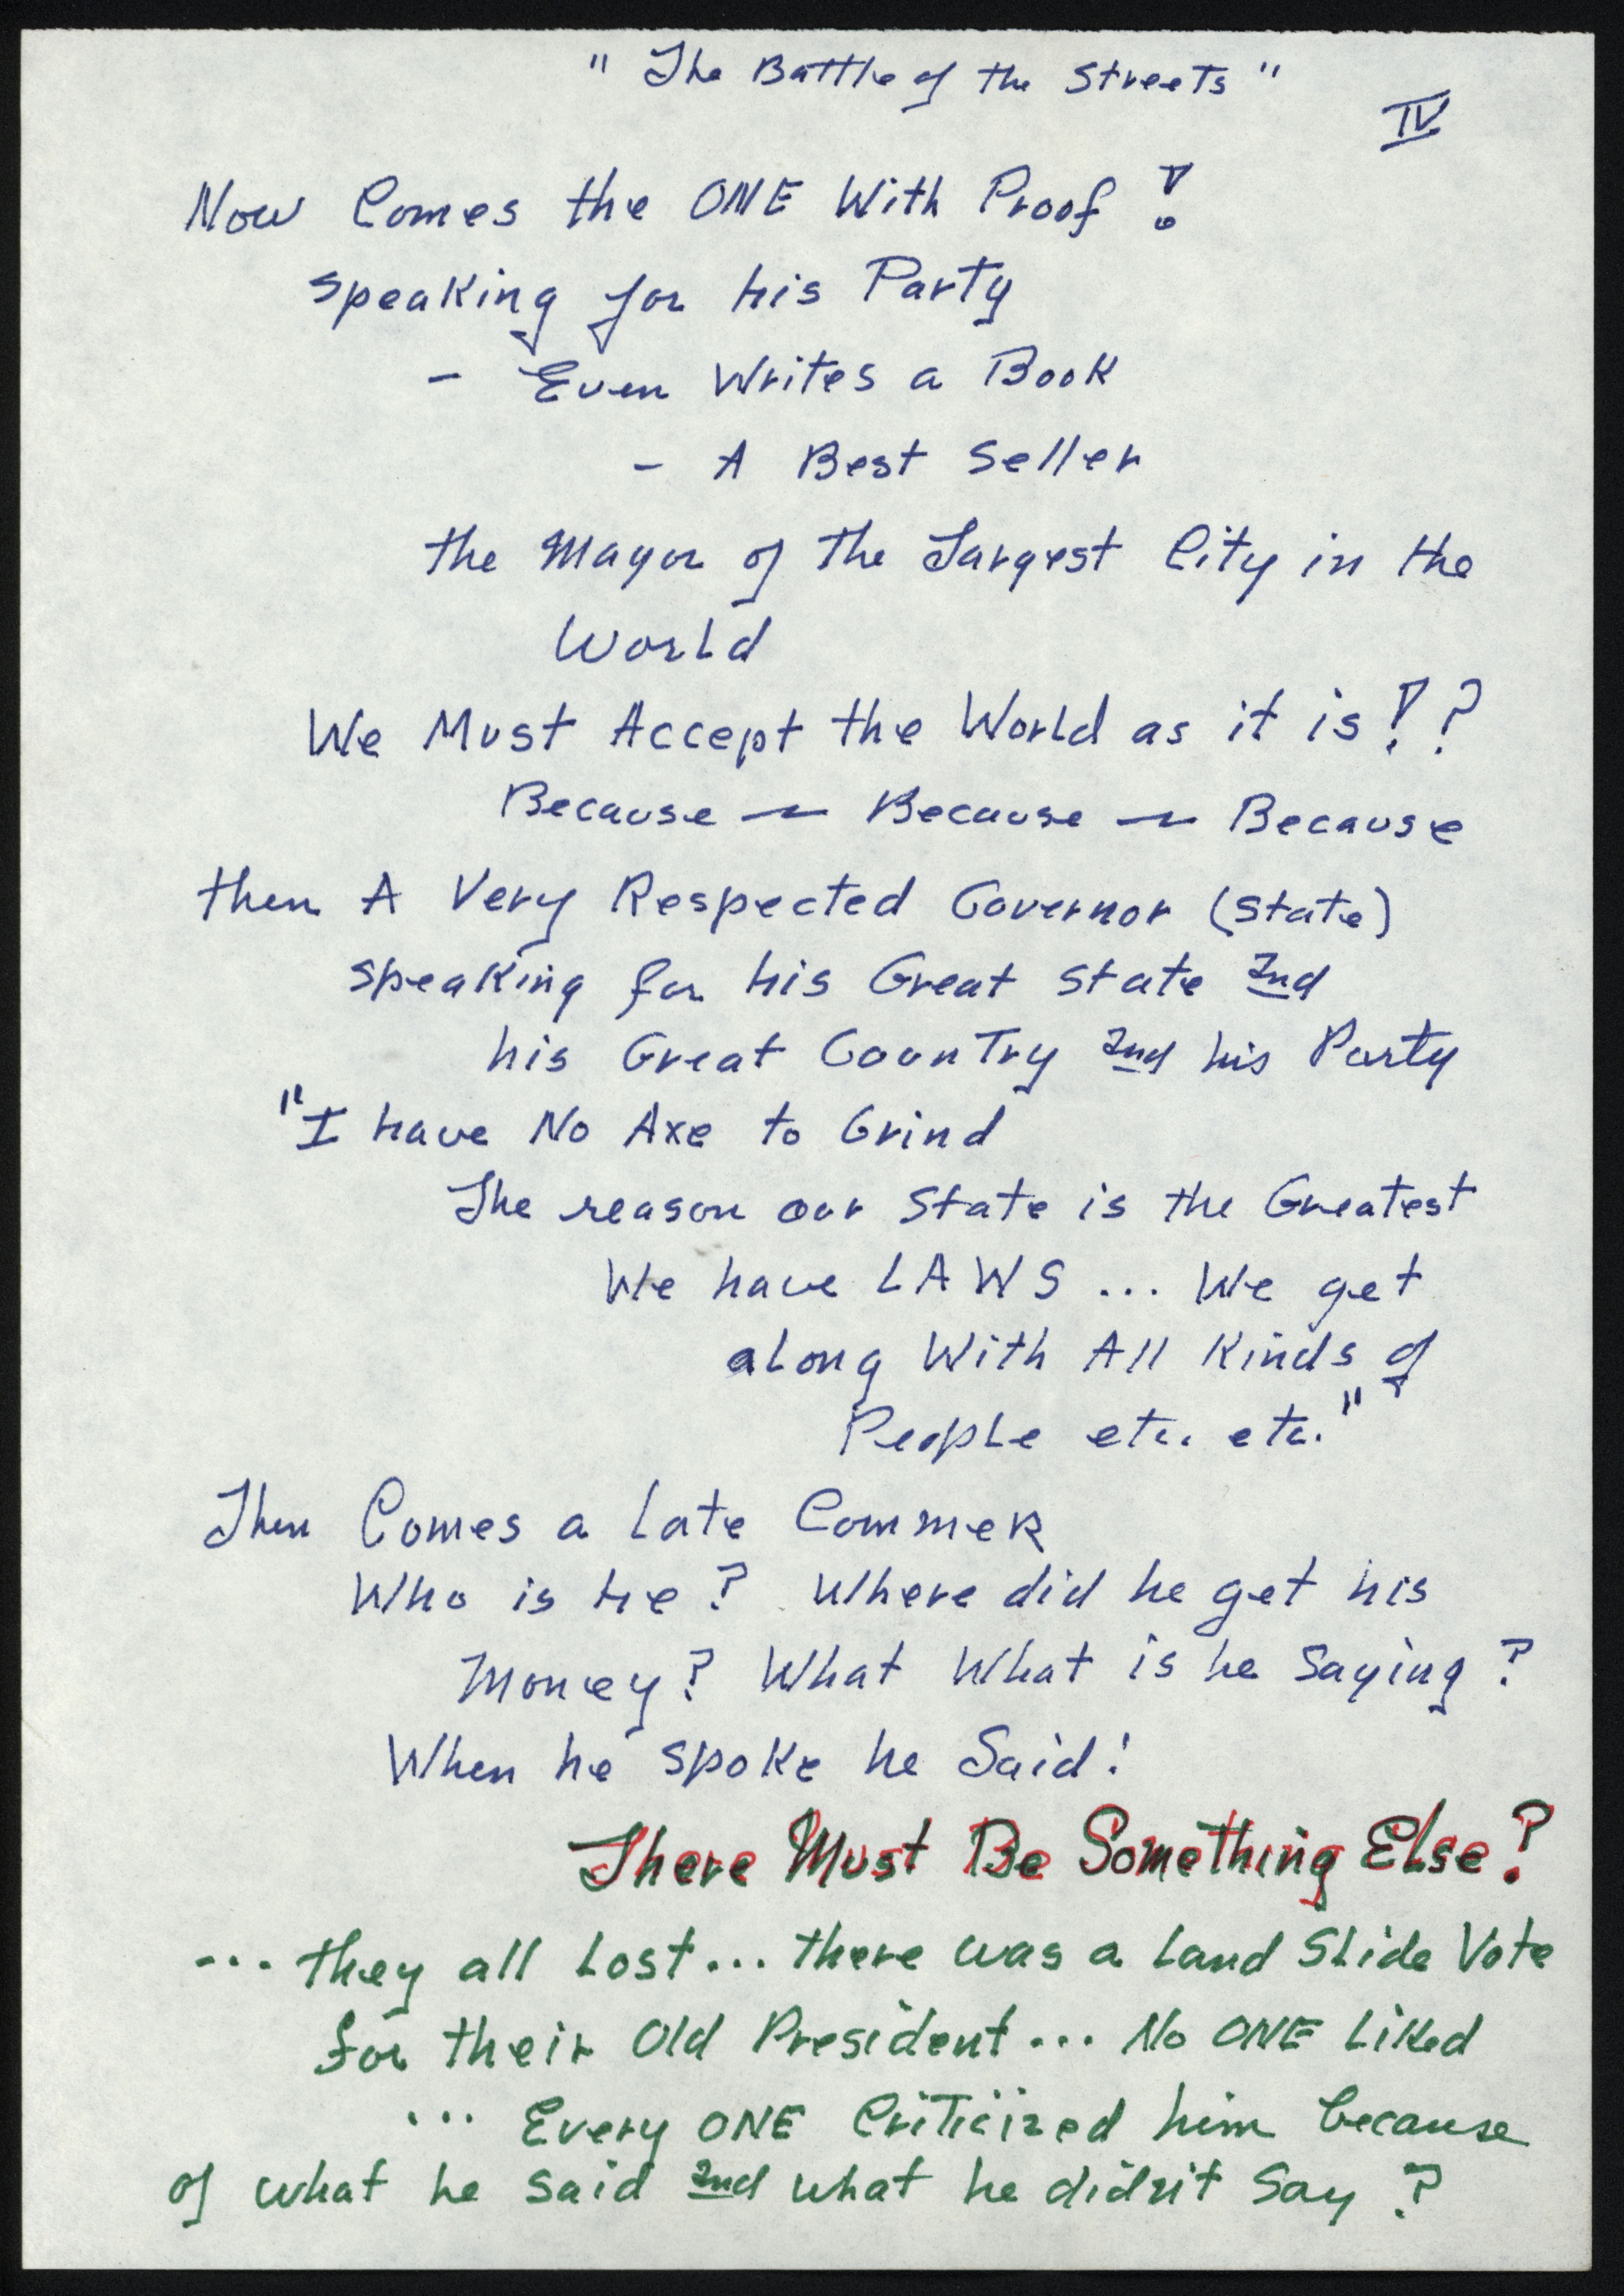 " The Battle of the Streets "
IV
Now Comes the ONE With Proof !
speaking for his Party
- Even Writes a Book
- A Best Seller
the Mayor of the Largest City in the
World
We Must Accept the World as it is ! ?
Because — Because — Because
then A Very Respected Governor (state)
speaking for his Great State and
his Great Country and his Party
"I have No Axe to Grind
The reason our State is the Greatest
We have LAWS ... We get
along With All Kinds of
People etc. etc."
Then Comes a Late Commer
Who is he ? Where did he get his
Money ? What What is he Saying ?
When he spoke he Said !
There Must Be Something Else ?
... they all Lost ... there was a Land Slide Vote
for their Old President ... No ONE Liked
... Every ONE Criticized him because
of what he said and what he didn't Say ?